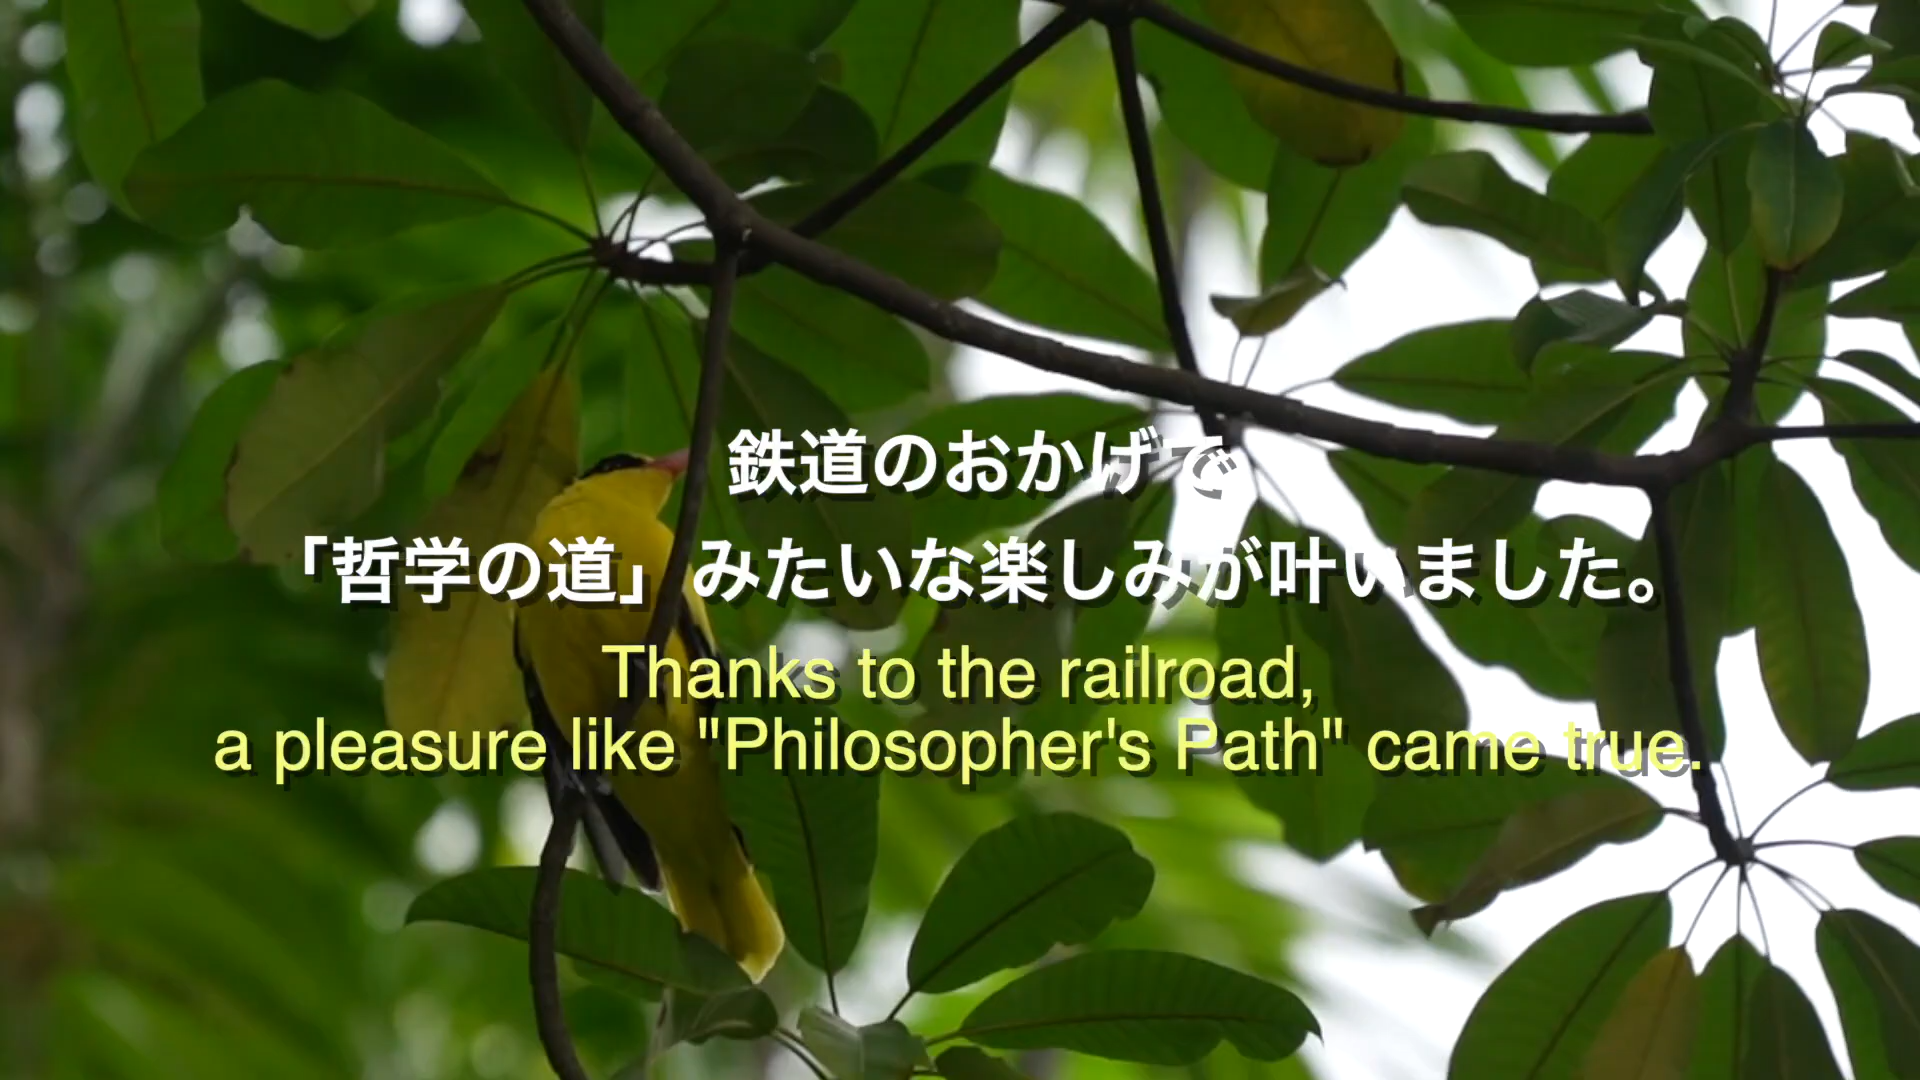 鉄道のおかげで
「哲学の道」みたいな楽しみが叶いました。
Thanks to the railroad,
a pleasure like "Philosopher's Path" came true.